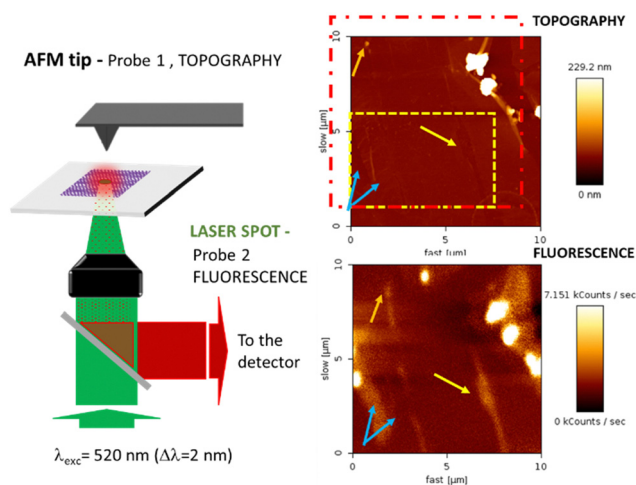 TOPOGRAPHY
AFM tip - Probe 1 , TOPOGRAPHY
LASER SPOT -
Probe 2
FLUORESCENCE
To the
detector
λexc= 520 nm (Δλ=2 nm)
10
5
0
slow [μm]
0
5
10
fast [μm]
229.2 nm
0 nm
FLUORESCENCE
10
5
0
slow [μm]
0
5
10
fast [μm]
7.151 kCounts / sec
0 kCounts / sec